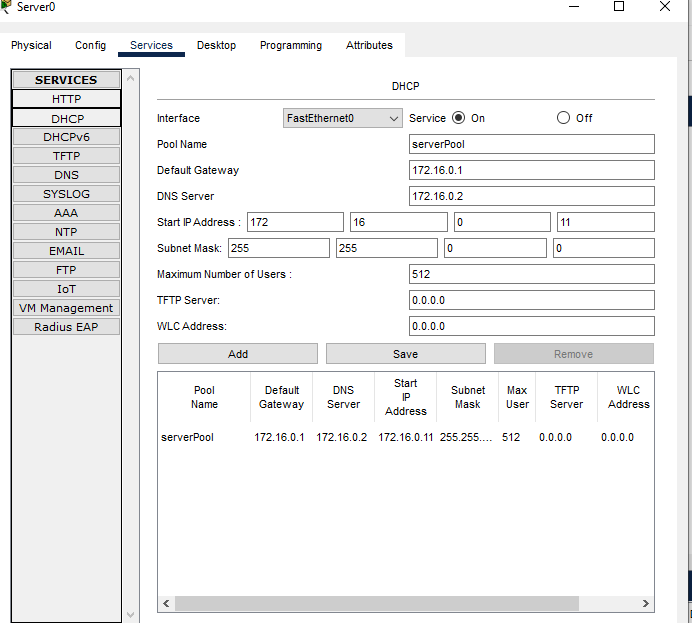 Server0
Physical Config Services Desktop Programming Attributes
SERVICES
HTTP
DHCP
DHCPv6
TFTP
DNS
SYSLOG
AAA
NTP
EMAIL
FTP
IoT
VM Management
Radius EAP
DHCP
Interface FastEthernet0 Service On Off
Pool Name serverPool
Default Gateway 172.16.0.1
DNS Server 172.16.0.2
Start IP Address : 172 16 0 11
Subnet Mask: 255 255 0 0
Maximum Number of Users : 512
TFTP Server: 0.0.0.0
WLC Address: 0.0.0.0
Add Save Remove
Pool Name Default Gateway DNS Server Start IP Address Subnet Mask Max User TFTP Server WLC Address
serverPool 172.16.0.1 172.16.0.2 172.16.0.11 255.255.... 512 0.0.0.0 0.0.0.0